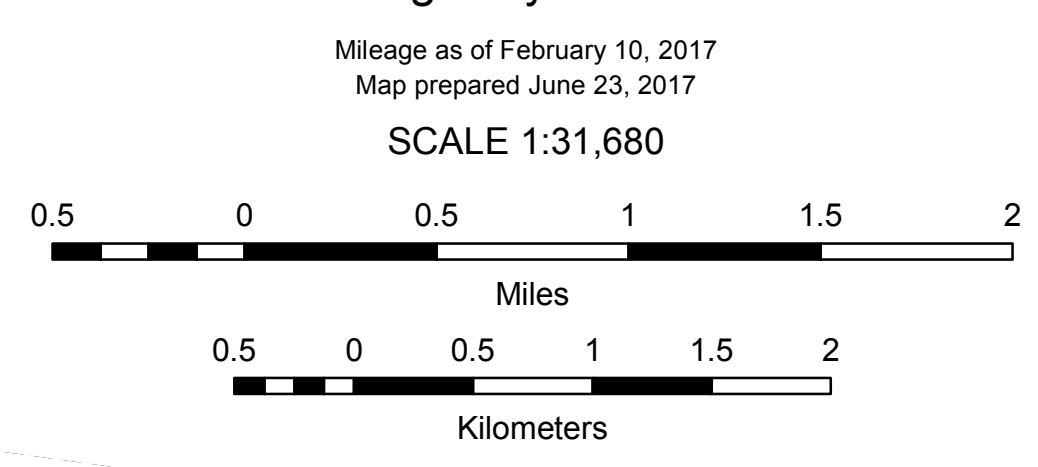 Mileage as of February 10, 2017
Map prepared June 23, 2017
SCALE 1:31,680
0.5 0 0.5 1 1.5 2
Miles
0.5 0 0.5 1 1.5 2
Kilometers